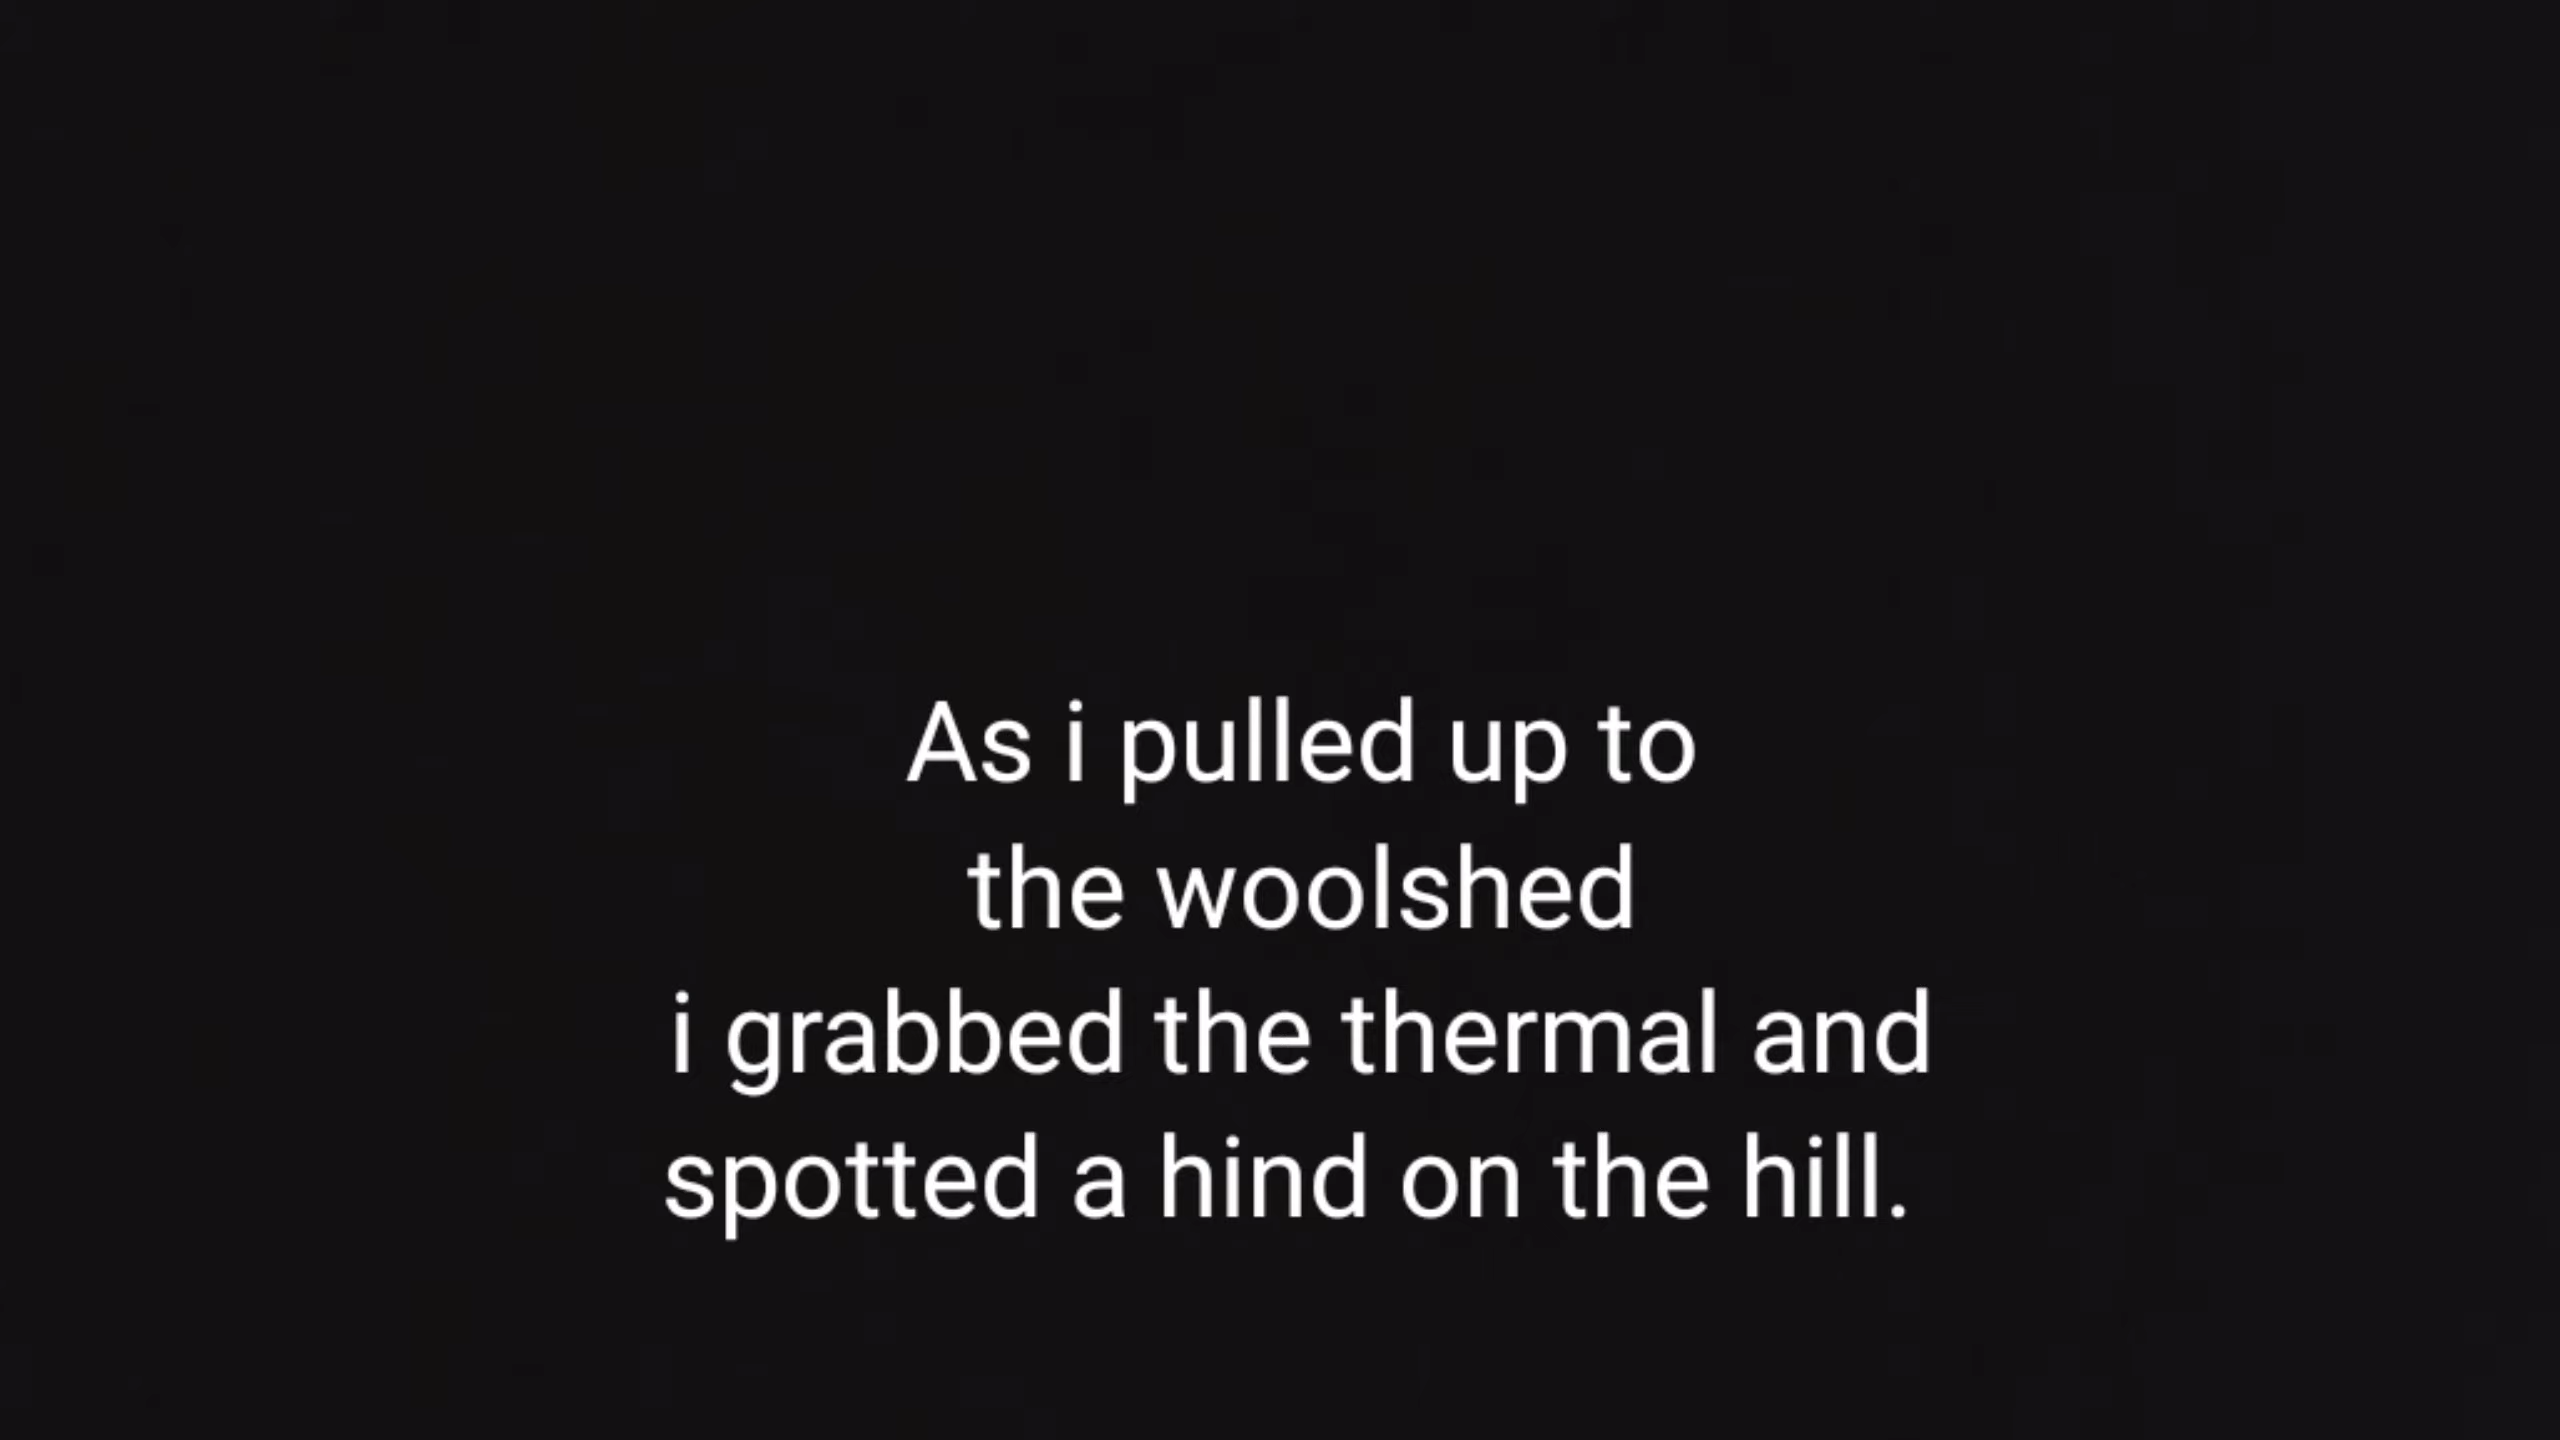 As i pulled up to
the woolshed
i grabbed the thermal and
spotted a hind on the hill.